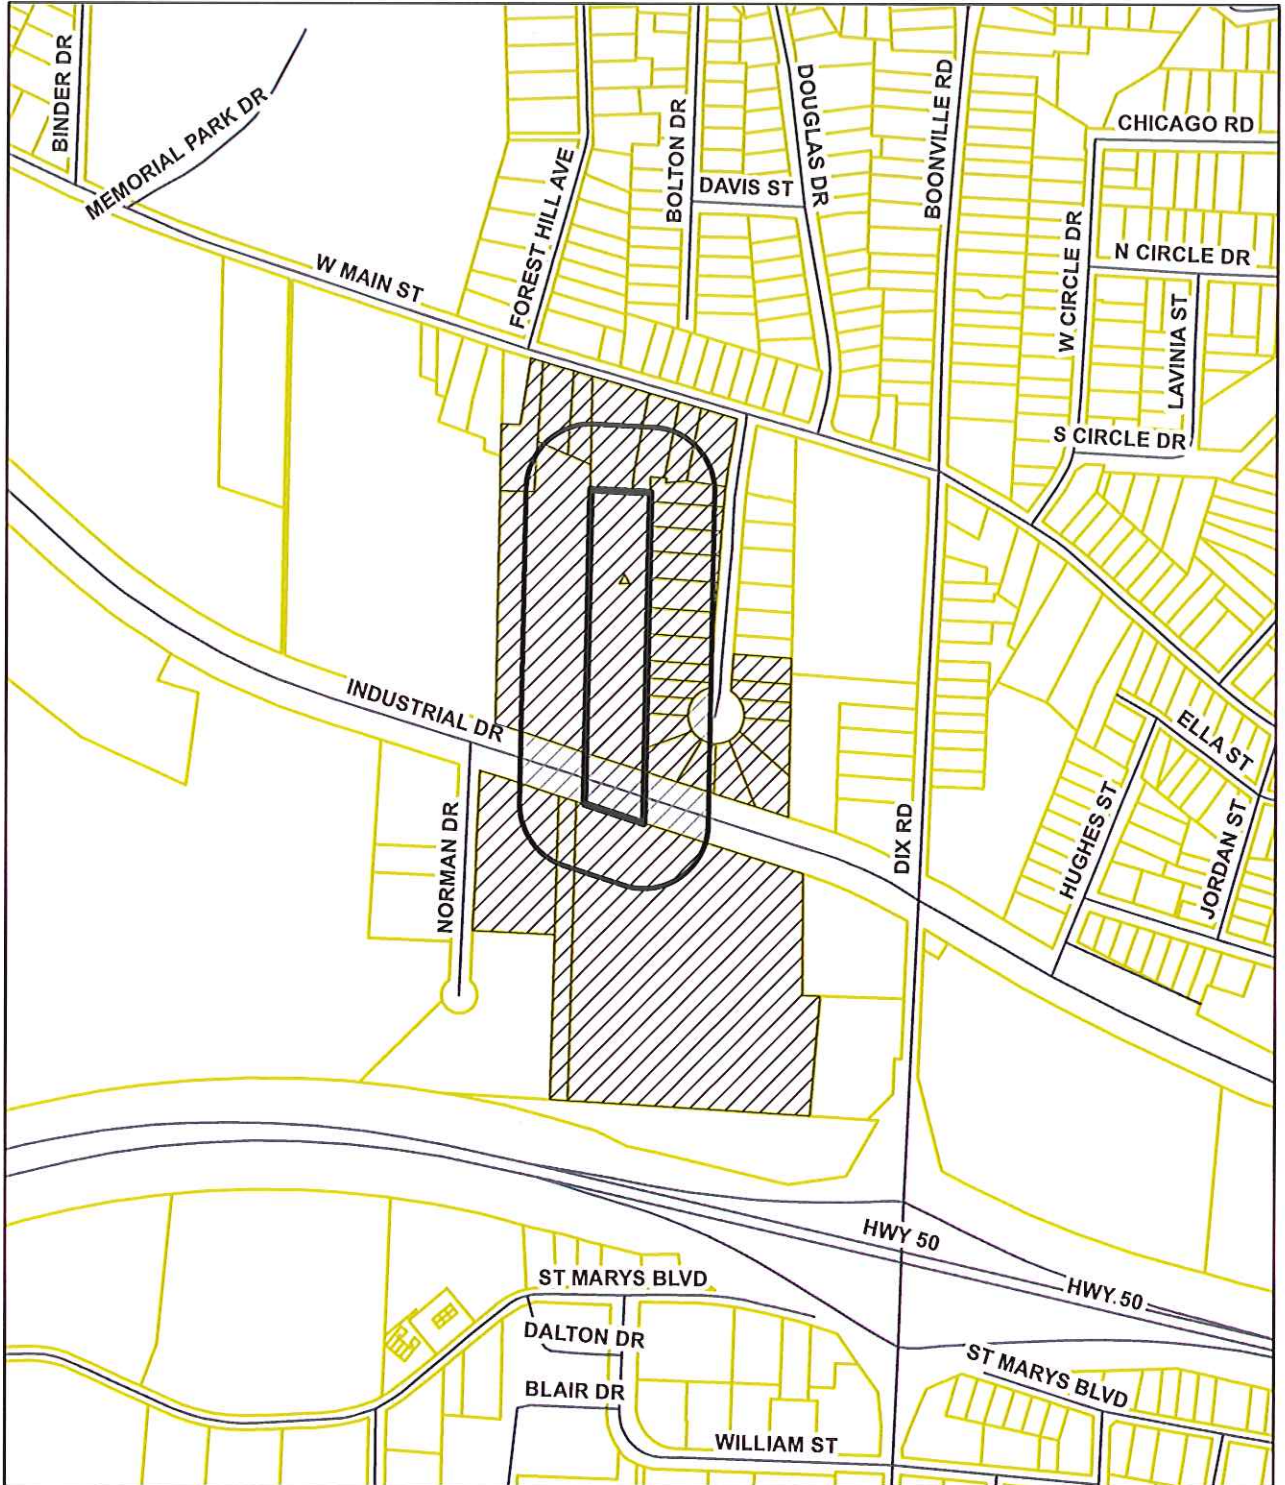 BINDER DR
MEMORIAL PARK DR
FOREST HILL AVE
BOLTON DR
DAVIS ST
DOUGLAS DR
BOONVILLE RD
CHICAGO RD
W CIRCLE DR
N CIRCLE DR
LAVINIA ST
S CIRCLE DR
W MAIN ST
INDUSTRIAL DR
NORMAN DR
DIX RD
HUGHES ST
ELLA ST
JORDAN ST
HWY 50
HWY 50
ST MARYS BLVD
DALTON DR
BLAIR DR
WILLIAM ST
ST MARYS BLVD